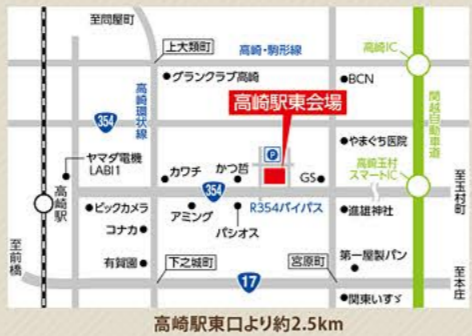 至問屋町
上大類町
高崎・駒形線
高崎IC
グランクラブ高崎
BCN
高崎駅東会場
高崎環状線
関越自動車道
354
P
やまぐち医院
ヤマダ電機
LABI1
高崎玉村
スマートIC
カワチ
かつ哲
354
GS
至玉村町
高崎駅
ビックカメラ
アミング
パシオス
R354バイパス
進雄神社
コナカ
至前橋
有賀園
下之城町
17
宮原町
第一屋製パン
至本庄
関東いすゞ
高崎駅東口より約2.5km